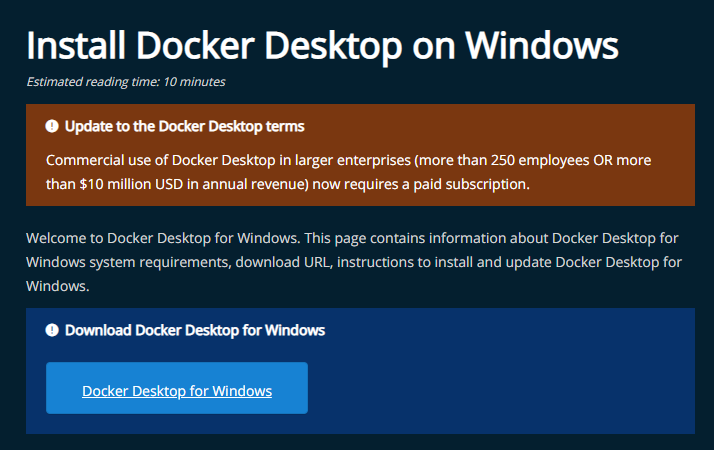 Install Docker Desktop on Windows
Estimated reading time: 10 minutes
Update to the Docker Desktop terms
Commercial use of Docker Desktop in larger enterprises (more than 250 employees OR more
than $10 million USD in annual revenue) now requires a paid subscription.
Welcome to Docker Desktop for Windows. This page contains information about Docker Desktop for
Windows system requirements, download URL, instructions to install and update Docker Desktop for
Windows.
Download Docker Desktop for Windows
Docker Desktop for Windows